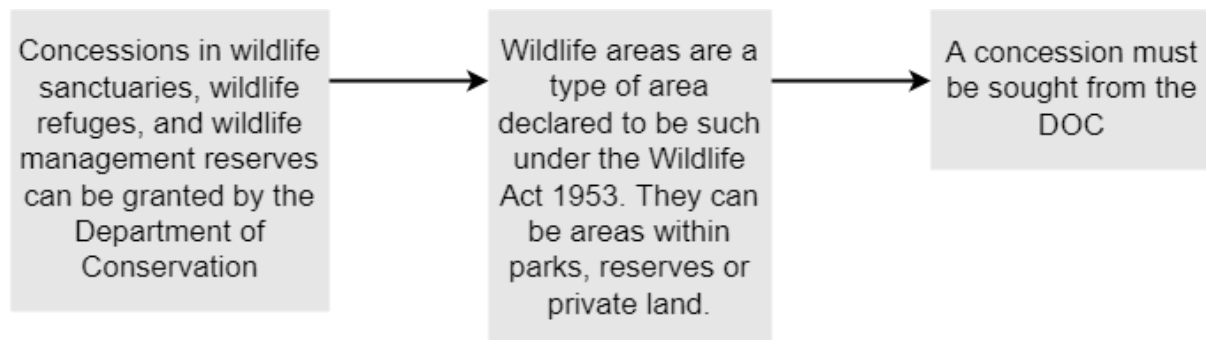 Concessions in wildlife
sanctuaries, wildlife
refuges, and wildlife
management reserves
can be granted by the
Department of
Conservation
Wildlife areas are a
type of area
declared to be such
under the Wildlife
Act 1953. They can
be areas within
parks, reserves or
private land.
A concession must
be sought from the
DOC